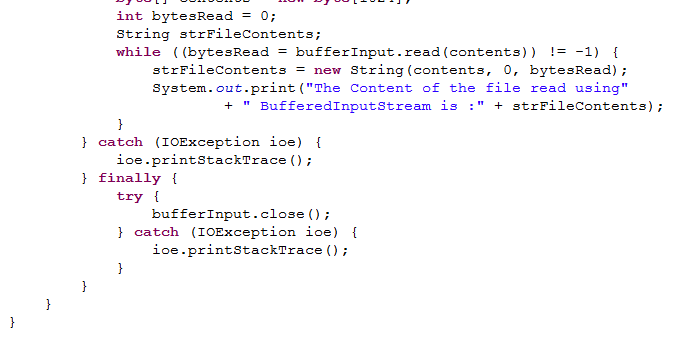 int bytesRead = 0;
String strFileContents;
while ((bytesRead = bufferInput.read(contents)) != -1) {
strFileContents = new String(contents, 0, bytesRead);
System.out.print("The Content of the file read using"
+ " BufferedInputStream is :" + strFileContents);
}
} catch (IOException ioe) {
ioe.printStackTrace();
} finally {
try {
bufferInput.close();
} catch (IOException ioe) {
ioe.printStackTrace();
}
}
}
}